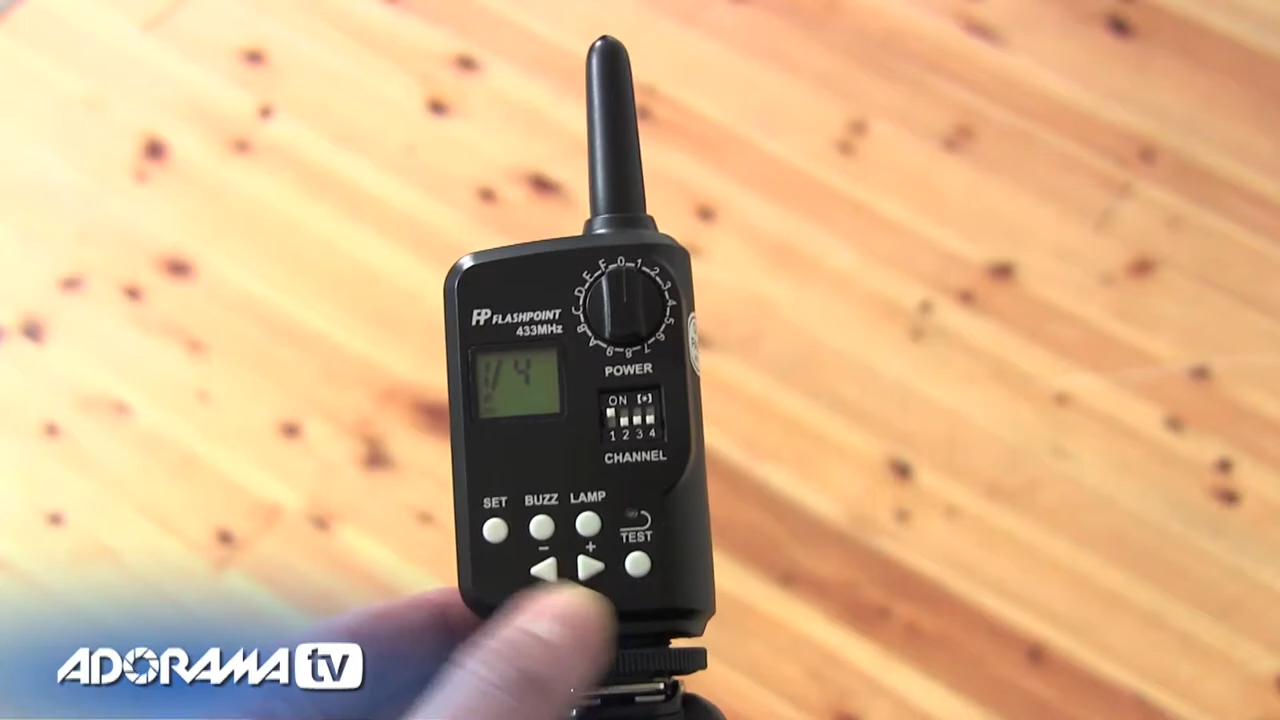 F 0 1 2 3 4 5 6 7 8 9 A B C D E
FP FLASHPOINT
433MHz
1/4
POWER
ON [*]
1 2 3 4
CHANNEL
SET BUZZ LAMP
TEST
- +
ADORAMA tv